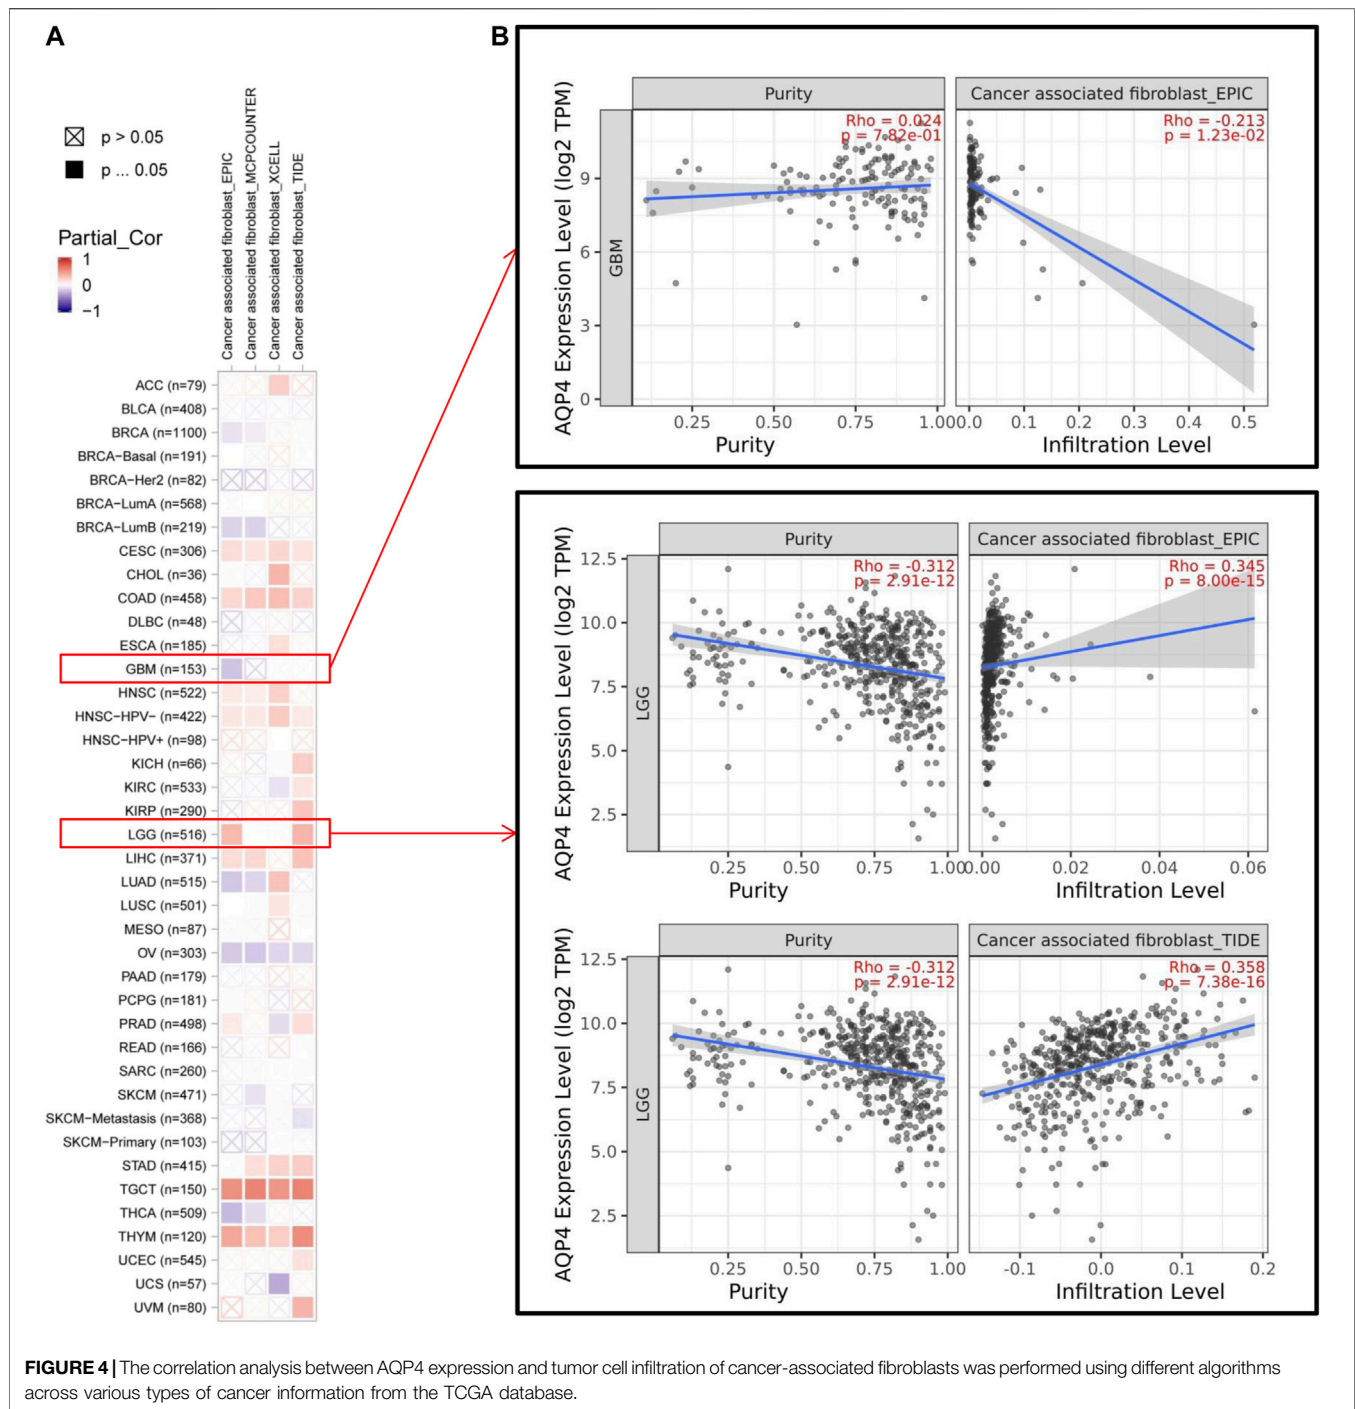 A
B
p > 0.05
p ... 0.05
Partial_Cor
1
0
−1
Cancer associated fibroblast_EPIC
Cancer associated fibroblast_MCPCOUNTER
Cancer associated fibroblast_XCELL
Cancer associated fibroblast_TIDE
ACC (n=79)
BLCA (n=408)
BRCA (n=1100)
BRCA−Basal (n=191)
BRCA−Her2 (n=82)
BRCA−LumA (n=568)
BRCA−LumB (n=219)
CESC (n=306)
CHOL (n=36)
COAD (n=458)
DLBC (n=48)
ESCA (n=185)
GBM (n=153)
HNSC (n=522)
HNSC−HPV− (n=422)
HNSC−HPV+ (n=98)
KICH (n=66)
KIRC (n=533)
KIRP (n=290)
LGG (n=516)
LIHC (n=371)
LUAD (n=515)
LUSC (n=501)
MESO (n=87)
OV (n=303)
PAAD (n=179)
PCPG (n=181)
PRAD (n=498)
READ (n=166)
SARC (n=260)
SKCM (n=471)
SKCM−Metastasis (n=368)
SKCM−Primary (n=103)
STAD (n=415)
TGCT (n=150)
THCA (n=509)
THYM (n=120)
UCEC (n=545)
UCS (n=57)
UVM (n=80)
Purity
Cancer associated fibroblast_EPIC
Rho = 0.024
p = 7.82e-01
Rho = -0.213
p = 1.23e-02
AQP4 Expression Level (log2 TPM)
GBM
9
6
3
0
0.25 0.50 0.75 1.00
0.0 0.1 0.2 0.3 0.4 0.5
Purity
Infiltration Level
Purity
Cancer associated fibroblast_EPIC
Rho = -0.312
p = 2.91e-12
Rho = 0.345
p = 8.00e-15
AQP4 Expression Level (log2 TPM)
LGG
12.5
10.0
7.5
5.0
2.5
0.25 0.50 0.75 1.00
0.00 0.02 0.04 0.06
Purity
Infiltration Level
Purity
Cancer associated fibroblast_TIDE
Rho = -0.312
p = 2.91e-12
Rho = 0.358
p = 7.38e-16
AQP4 Expression Level (log2 TPM)
LGG
12.5
10.0
7.5
5.0
2.5
0.25 0.50 0.75 1.00
-0.1 0.0 0.1 0.2
Purity
Infiltration Level
FIGURE 4 | The correlation analysis between AQP4 expression and tumor cell infiltration of cancer-associated fibroblasts was performed using different algorithms
across various types of cancer information from the TCGA database.